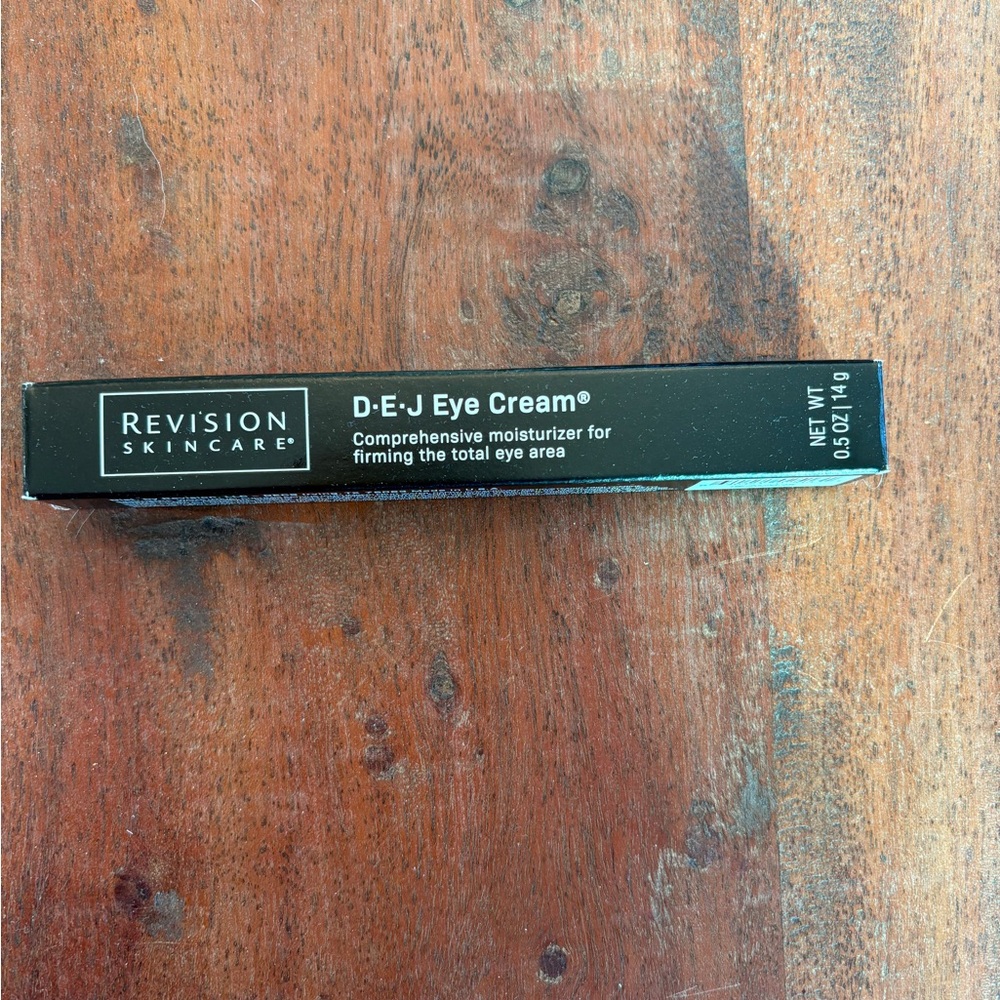 REVISION
SKINCARE®
D·E·J Eye Cream®
Comprehensive moisturizer for
firming the total eye area
NET WT
0.5 OZ | 14 g